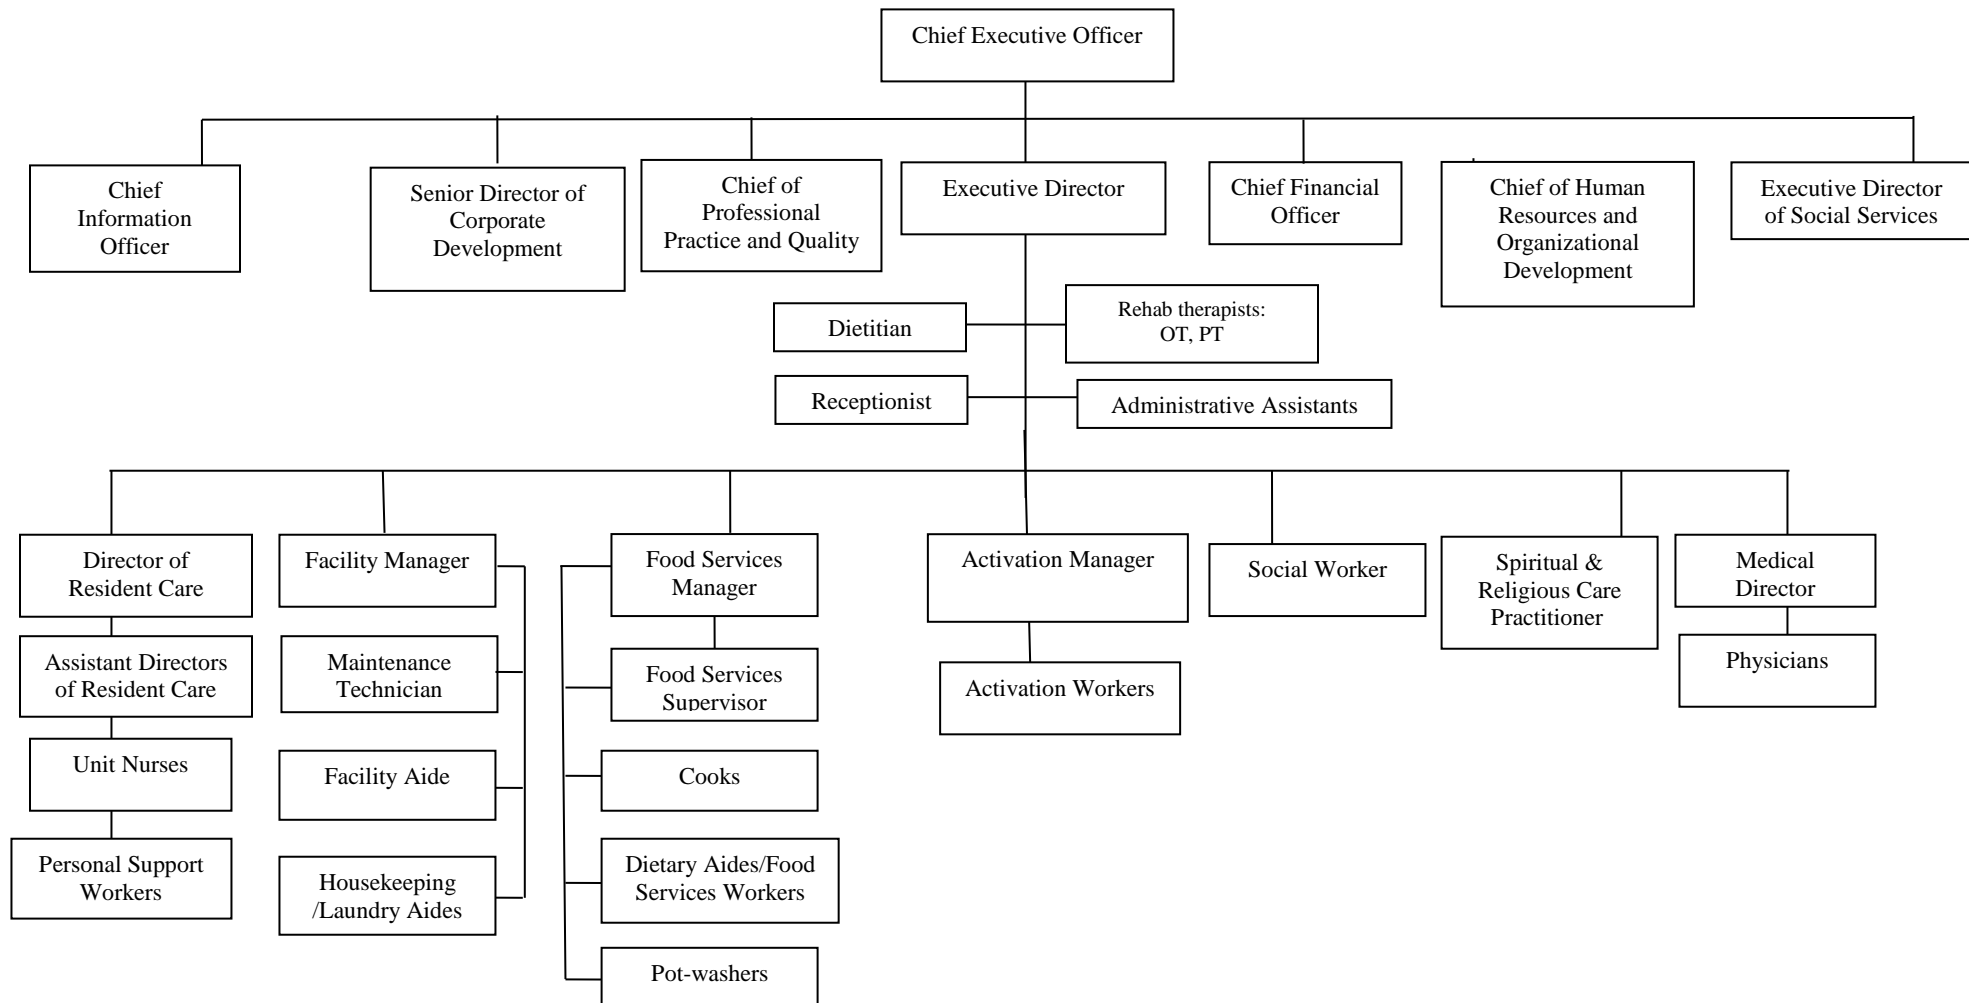 Chief Executive Officer
Chief
Information
Officer
Senior Director of
Corporate
Development
Chief of
Professional
Practice and Quality
Executive Director
Chief Financial
Officer
Chief of Human
Resources and
Organizational
Development
Executive Director
of Social Services
Dietitian
Rehab therapists:
OT, PT
Receptionist
Administrative Assistants
Director of
Resident Care
Facility Manager
Food Services
Manager
Activation Manager
Social Worker
Spiritual &
Religious Care
Practitioner
Medical
Director
Assistant Directors
of Resident Care
Maintenance
Technician
Food Services
Supervisor
Activation Workers
Physicians
Unit Nurses
Facility Aide
Cooks
Personal Support
Workers
Housekeeping
/Laundry Aides
Dietary Aides/Food
Services Workers
Pot-washers